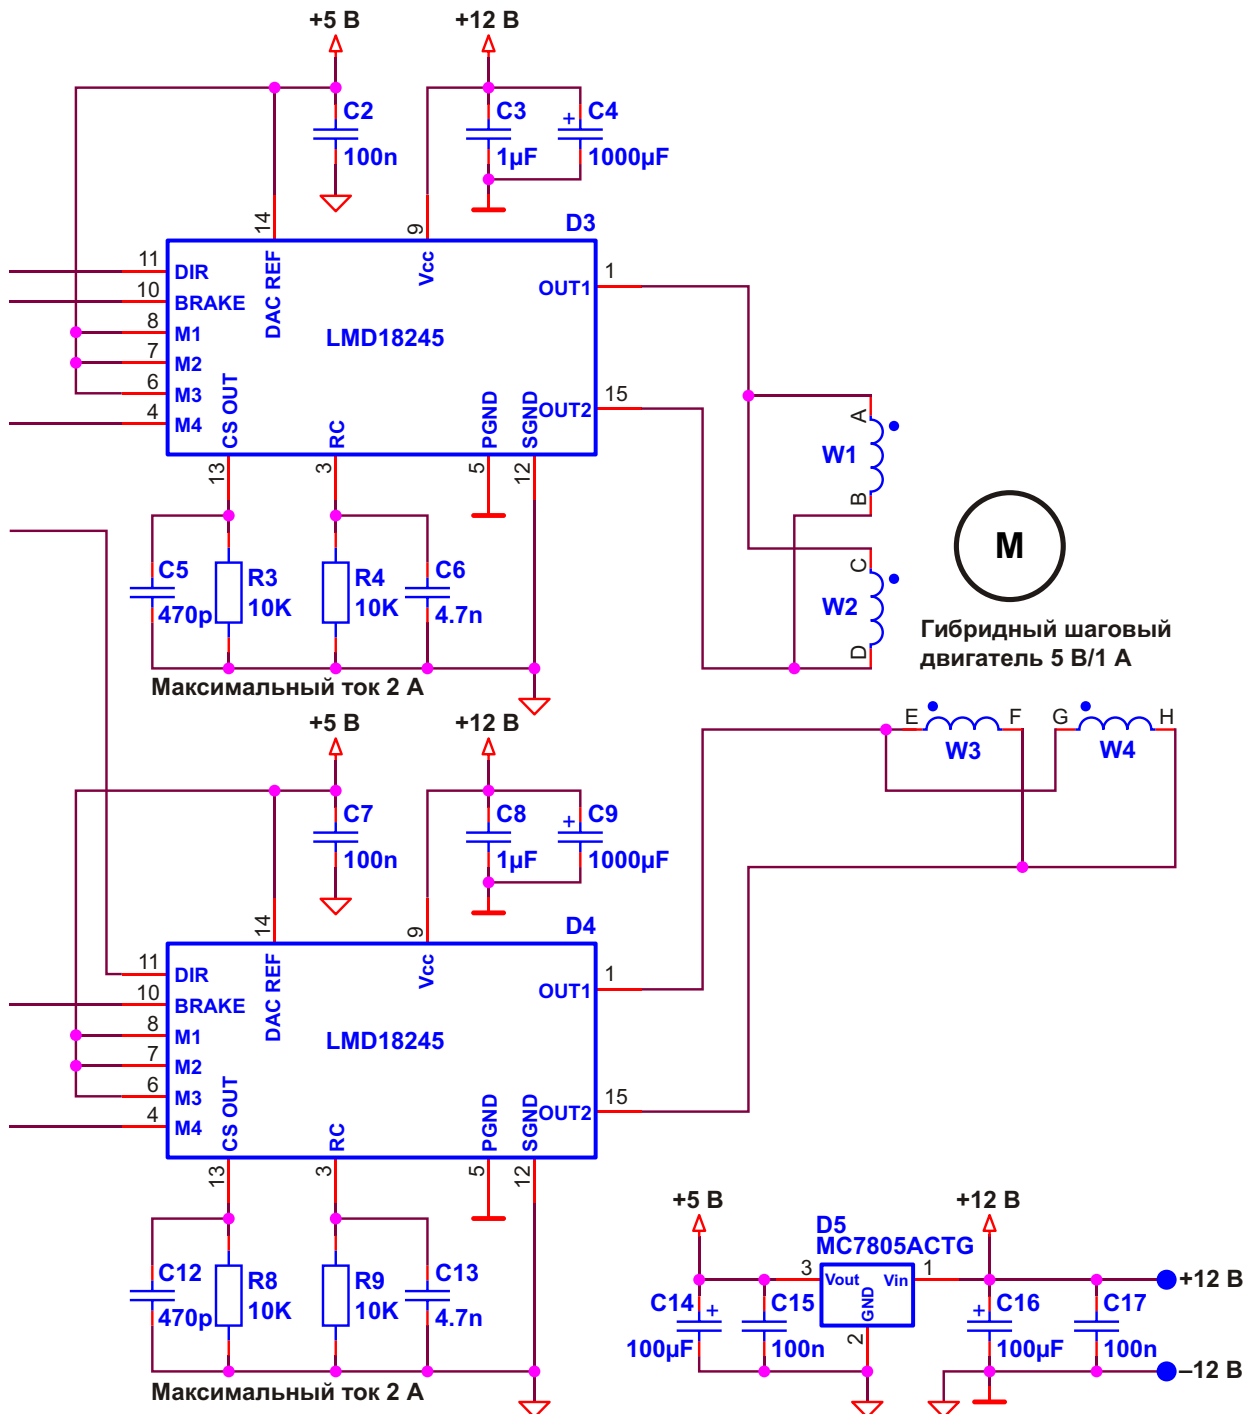 +5 В
+12 В
C2
100n
C3
1µF
C4
+
1000µF
14
9
D3
11
DIR
10
BRAKE
8
M1
7
M2
6
M3
4
M4
DAC REF
Vcc
LMD18245
OUT1
1
OUT2
15
CS OUT
RC
PGND
SGND
13
3
5
12
C5
470p
R3
10K
R4
10K
C6
4.7n
Максимальный ток 2 А
A
W1
B
C
W2
D
M
Гибридный шаговый
двигатель 5 В/1 А
E
F
W3
G
H
W4
+5 В
+12 В
C7
100n
C8
1µF
C9
+
1000µF
14
9
D4
11
DIR
10
BRAKE
8
M1
7
M2
6
M3
4
M4
DAC REF
Vcc
LMD18245
OUT1
1
OUT2
15
CS OUT
RC
PGND
SGND
13
3
5
12
C12
470p
R8
10K
R9
10K
C13
4.7n
Максимальный ток 2 А
+5 В
+12 В
D5
MC7805ACTG
3
Vout
Vin
1
GND
2
C14
+
100µF
C15
100n
C16
+
100µF
C17
100n
+12 В
–12 В